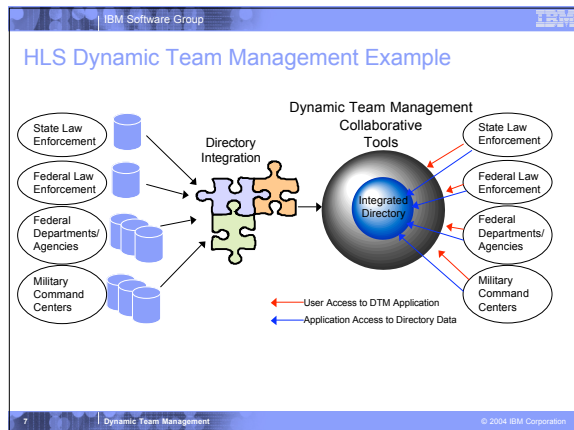 IBM Software Group
IBM
HLS Dynamic Team Management Example
State Law
Enforcement
Federal Law
Enforcement
Federal
Departments/
Agencies
Military
Command
Centers
Directory
Integration
Dynamic Team Management
Collaborative
Tools
Integrated
Directory
State Law
Enforcement
Federal Law
Enforcement
Federal
Departments/
Agencies
Military
Command
Centers
User Access to DTM Application
Application Access to Directory Data
7
Dynamic Team Management
© 2004 IBM Corporation